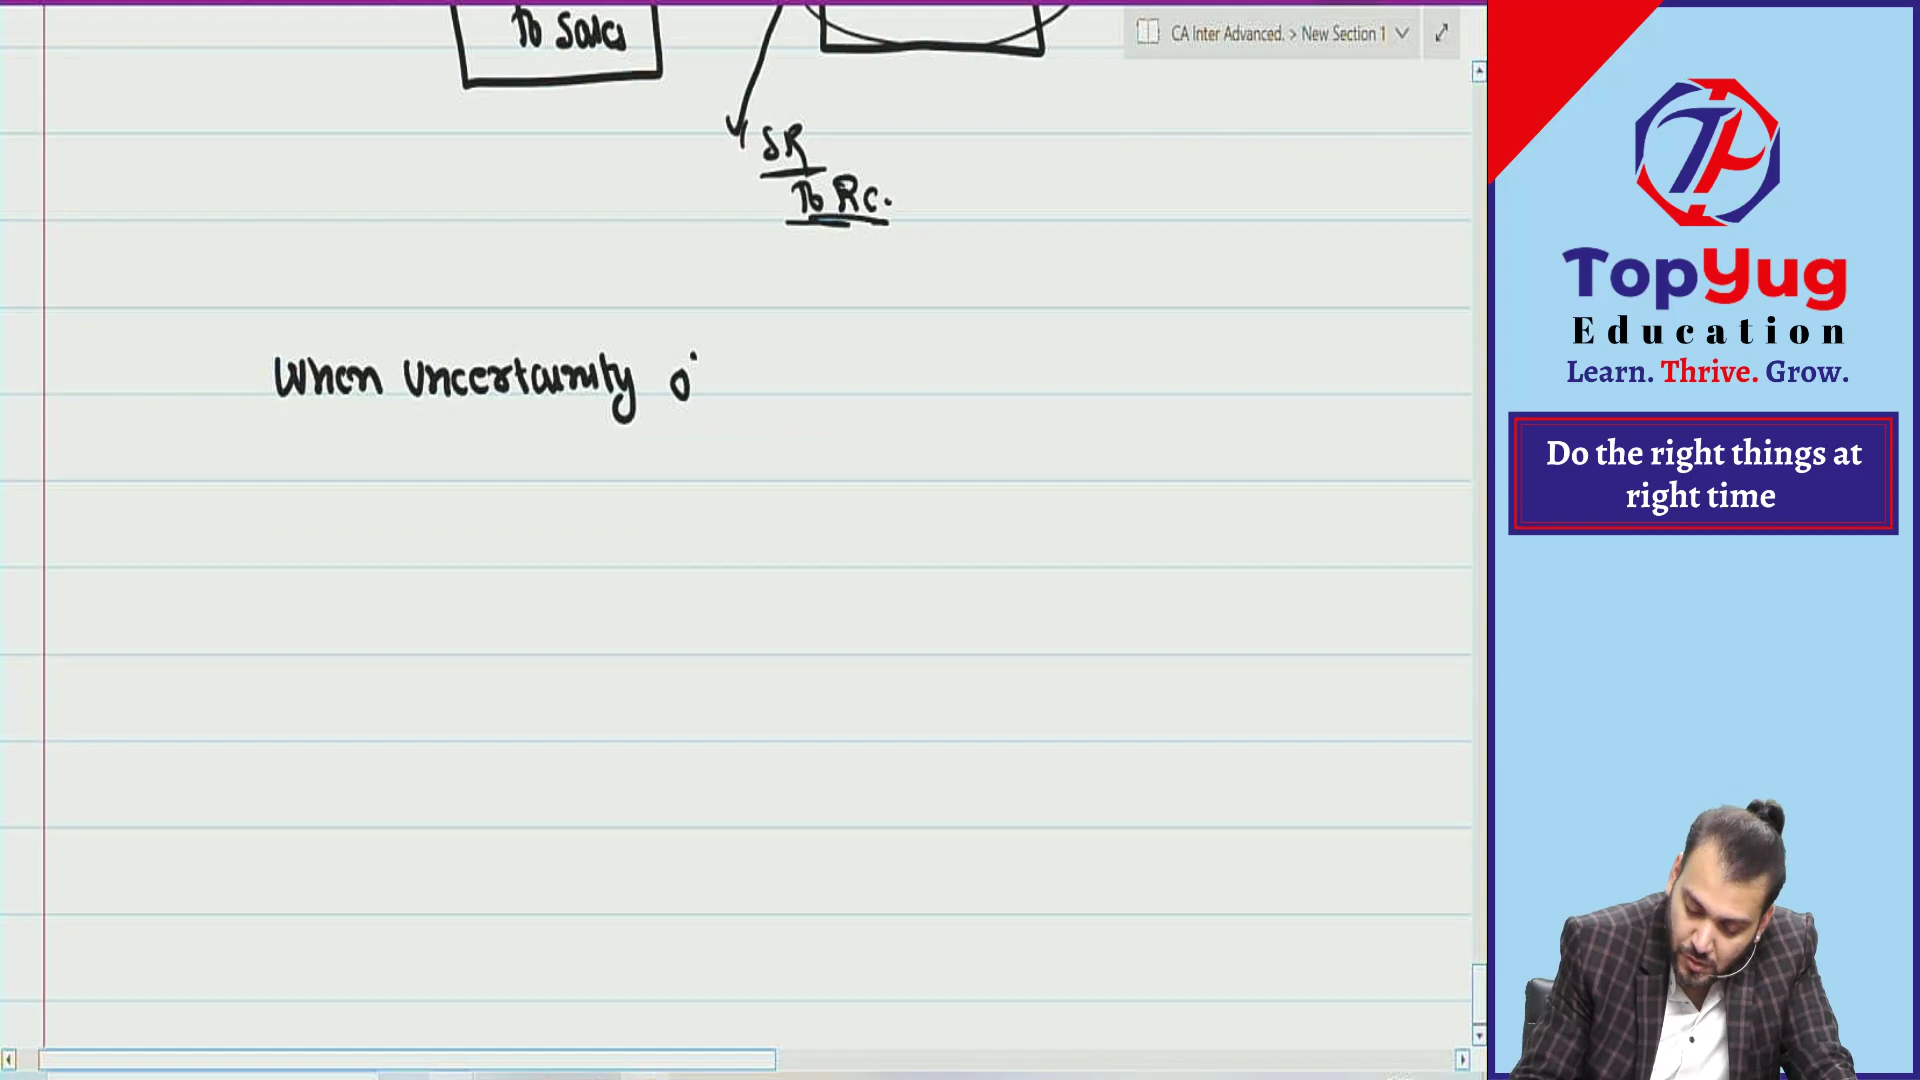 To Sales
CA Inter Advanced. > New Section 1
SR
To Rc.
When Uncertainity o
TopYug
Education
Learn. Thrive. Grow.
Do the right things at
right time